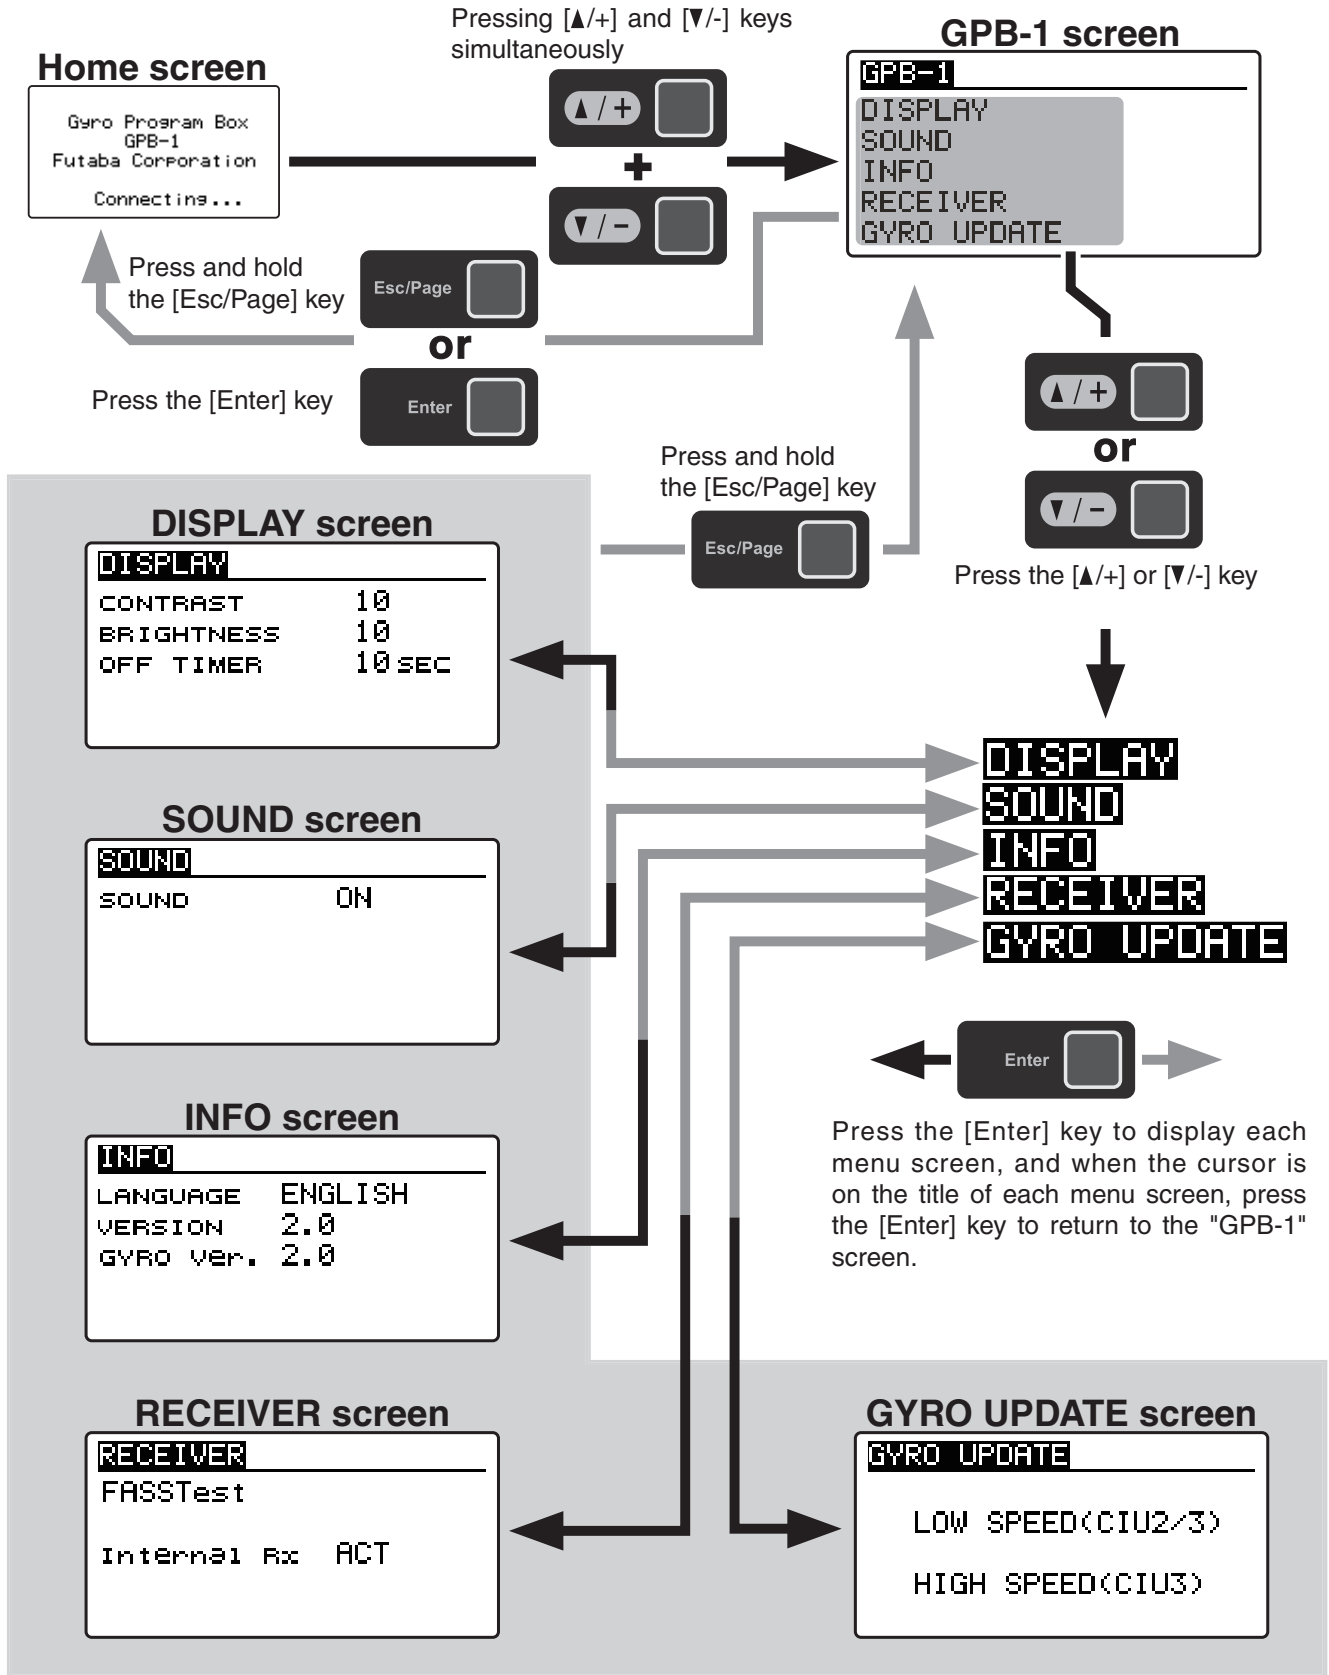 Pressing [▲/+] and [▼/-] keys
simultaneously
GPB-1 screen
Home screen
Gyro Program Box
GPB-1
Futaba Corporation
Connecting...
▲/+
+
▼/−
GPB-1
DISPLAY
SOUND
INFO
RECEIVER
GYRO UPDATE
Press and hold
the [Esc/Page] key
Esc/Page
or
Press the [Enter] key
Enter
▲/+
or
▼/−
Press the [▲/+] or [▼/-] key
Press and hold
the [Esc/Page] key
Esc/Page
DISPLAY screen
DISPLAY
CONTRAST 10
BRIGHTNESS 10
OFF TIMER 10 SEC
DISPLAY
SOUND
INFO
RECEIVER
GYRO UPDATE
SOUND screen
SOUND
SOUND ON
Enter
Press the [Enter] key to display each
menu screen, and when the cursor is
on the title of each menu screen, press
the [Enter] key to return to the "GPB-1"
screen.
INFO screen
INFO
LANGUAGE ENGLISH
VERSION 2.0
GYRO Ver. 2.0
RECEIVER screen
RECEIVER
FASSTest
Internal Rx ACT
GYRO UPDATE screen
GYRO UPDATE
LOW SPEED(CIU2/3)
HIGH SPEED(CIU3)